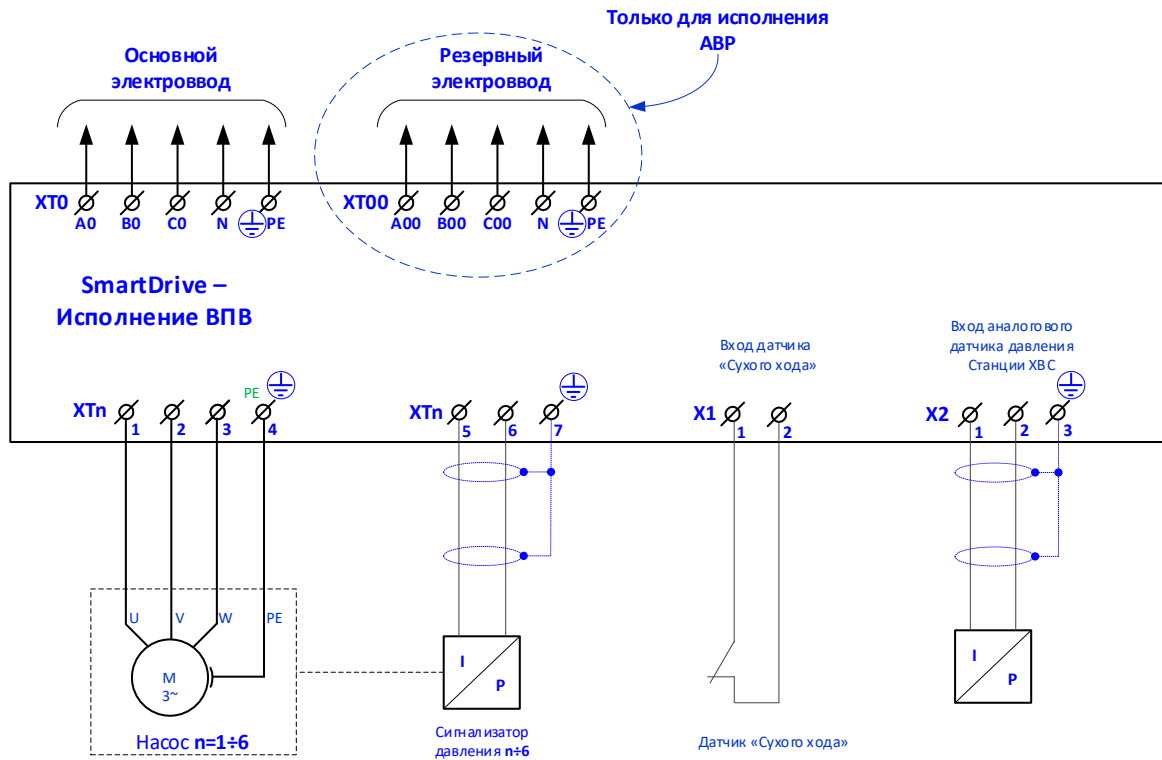 Только для исполнения
АВР
Основной
электроввод
Резервный
электроввод
XT0
A0
B0
C0
N
PE
XT00
A00
B00
C00
N
PE
SmartDrive –
Исполнение ВПВ
Вход датчика
«Сухого хода»
Вход аналогового
датчика давления
Станции ХВС
PE
XTn
1
2
3
4
XTn
5
6
7
X1
1
2
X2
1
2
3
U
V
W
PE
M
3~
I
P
I
P
Насос n=1÷6
Сигнализатор
давления n÷6
Датчик «Сухого хода»